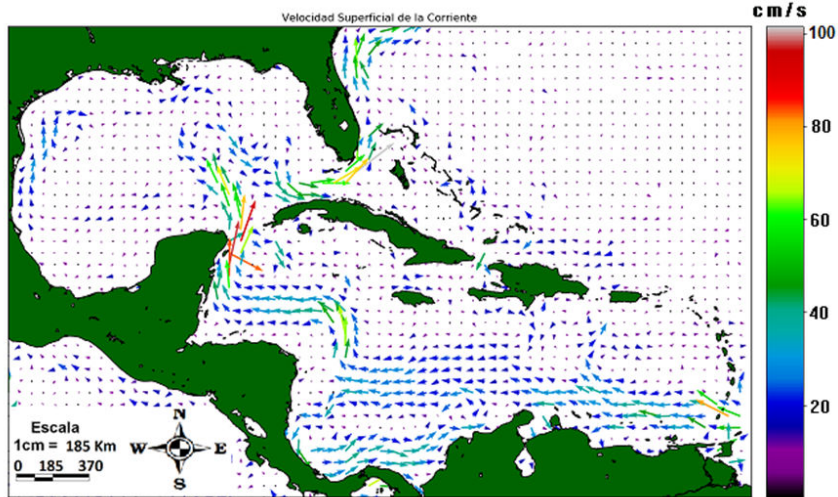 Velocidad Superficial de la Corriente
cm/s
100
80
60
40
20
Escala
1cm = 185 Km
0 185 370
N
W E
S